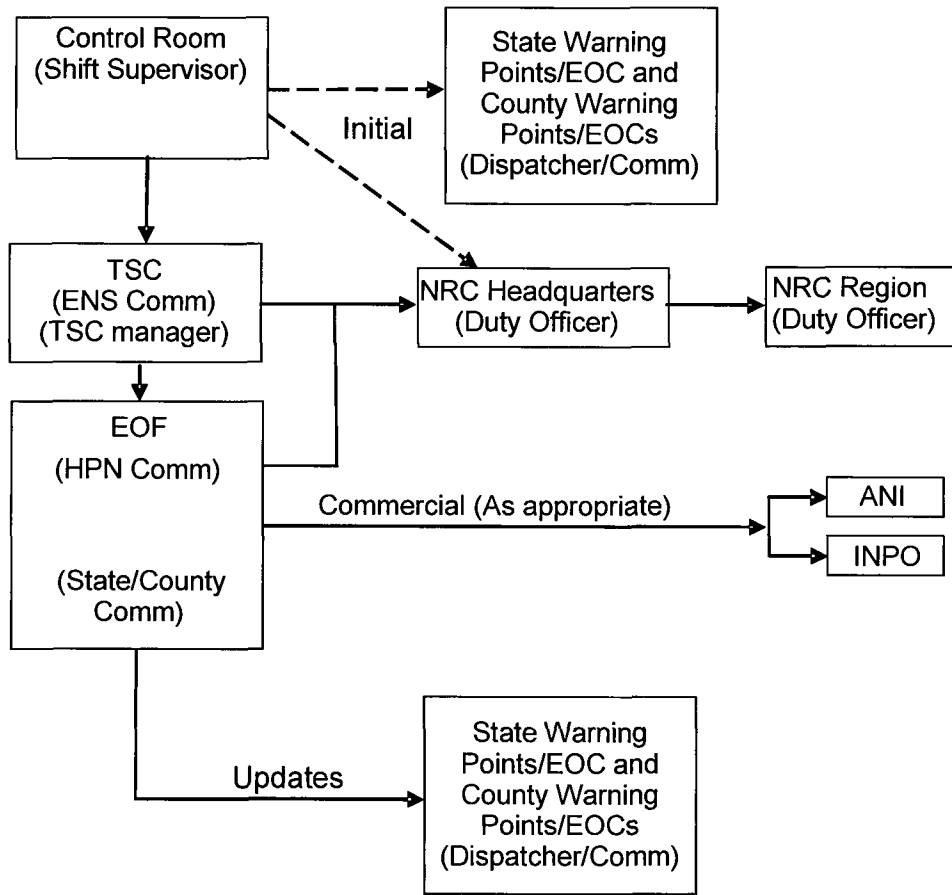 Control Room
(Shift Supervisor)
State Warning
Points/EOC and
County Warning
Points/EOCs
(Dispatcher/Comm)
Initial
TSC
(ENS Comm)
(TSC manager)
NRC Headquarters
(Duty Officer)
NRC Region
(Duty Officer)
EOF
(HPN Comm)
(State/County
Comm)
Commercial (As appropriate)
ANI
INPO
Updates
State Warning
Points/EOC and
County Warning
Points/EOCs
(Dispatcher/Comm)